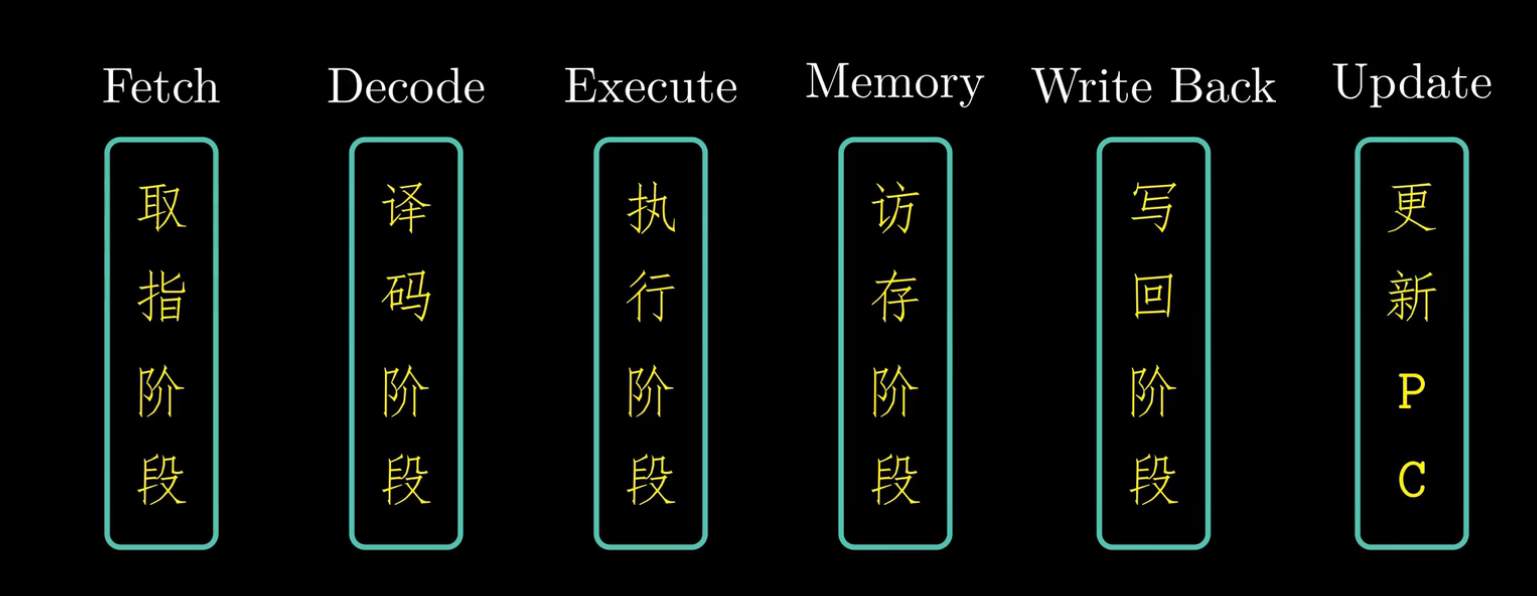 Fetch
Decode
Execute
Memory
Write Back
Update
取指阶段
译码阶段
执行阶段
访存阶段
写回阶段
更新PC